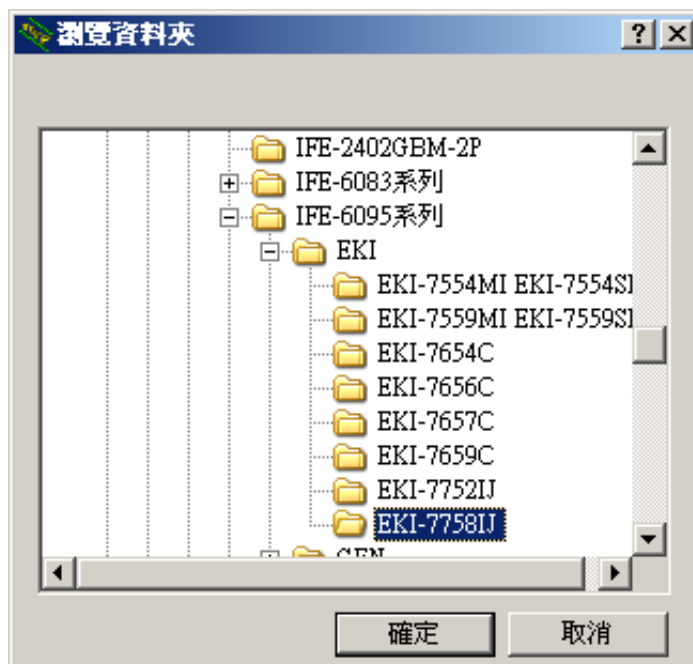 瀏覽資料夾
IFE-2402GBM-2P
IFE-6083系列
IFE-6095系列
EKI
EKI-7554MI EKI-7554SI
EKI-7559MI EKI-7559SI
EKI-7654C
EKI-7656C
EKI-7657C
EKI-7659C
EKI-7752IJ
EKI-7758IJ
GEN
確定 取消